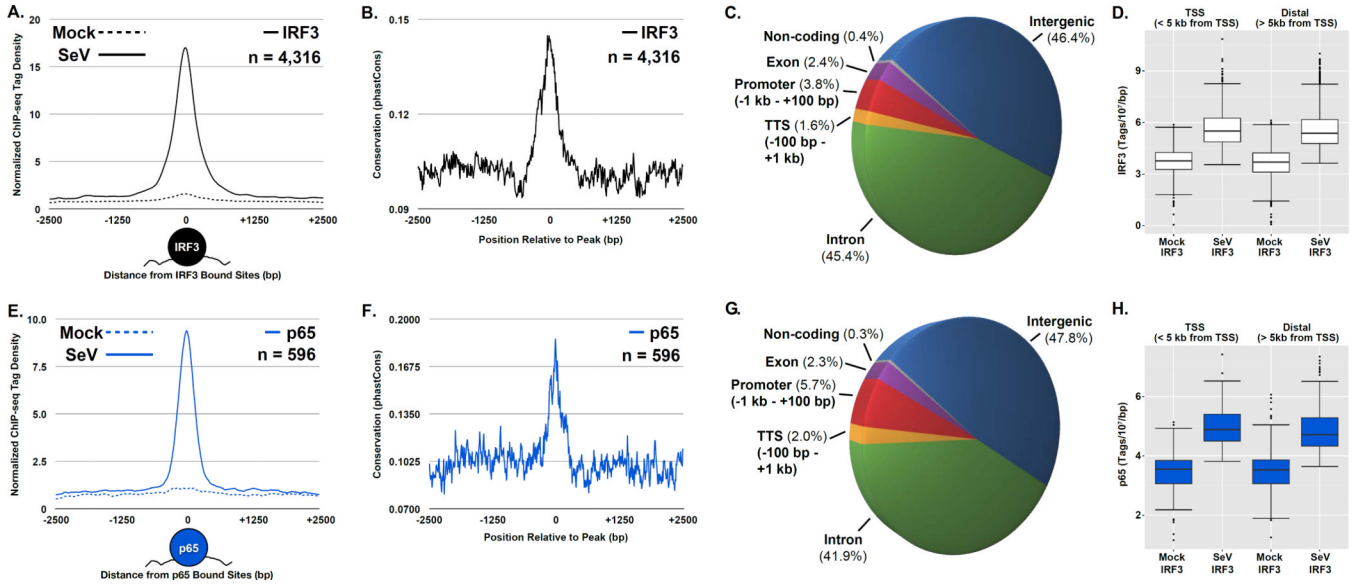 A.
Normalized ChIP-seq Tag Density
20
15
10
5
0
Mock
SeV
IRF3
n = 4,316
-2500
-1250
0
+1250
+2500
IRF3
Distance from IRF3 Bound Sites (bp)
B.
Conservation (phastCons)
0.15
0.12
0.09
IRF3
n = 4,316
-2500
-1250
0
+1250
+2500
Position Relative to Peak (bp)
C.
Intergenic
(46.4%)
Non-coding (0.4%)
Exon (2.4%)
Promoter (3.8%)
(-1 kb - +100 bp)
TTS (1.6%)
(-100 bp -
+1 kb)
Intron
(45.4%)
D.
TSS
(< 5 kb from TSS)
Distal
(> 5kb from TSS)
IRF3 (Tags/10⁷/bp)
9
6
3
0
Mock
IRF3
SeV
IRF3
Mock
IRF3
SeV
IRF3
E.
Normalized ChIP-seq Tag Density
10.0
7.5
5.0
2.5
0
Mock
SeV
p65
n = 596
-2500
-1250
0
+1250
+2500
p65
Distance from p65 Bound Sites (bp)
F.
Conservation (phastCons)
0.2000
0.1675
0.1350
0.1025
0.0700
p65
n = 596
-2500
-1250
0
+1250
+2500
Position Relative to Peak (bp)
G.
Intergenic
(47.8%)
Non-coding (0.3%)
Exon (2.3%)
Promoter (5.7%)
(-1 kb - +100 bp)
TTS (2.0%)
(-100 bp -
+1 kb)
Intron
(41.9%)
H.
TSS
(< 5 kb from TSS)
Distal
(> 5kb from TSS)
p65 (Tags/10⁷/bp)
6
4
2
Mock
IRF3
SeV
IRF3
Mock
IRF3
SeV
IRF3